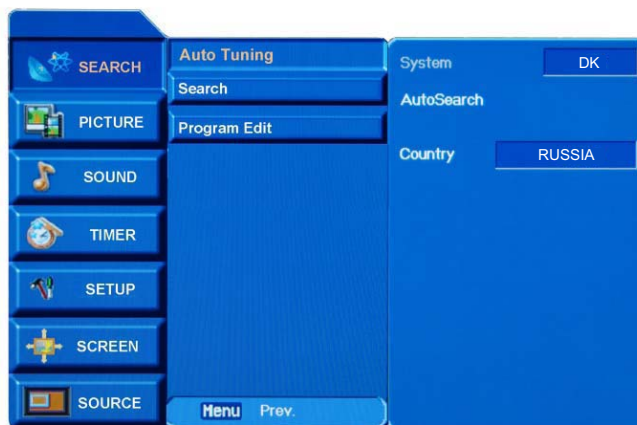 SEARCH
PICTURE
SOUND
TIMER
SETUP
SCREEN
SOURCE
Auto Tuning
Search
Program Edit
Menu Prev.
System DK
AutoSearch
Country RUSSIA